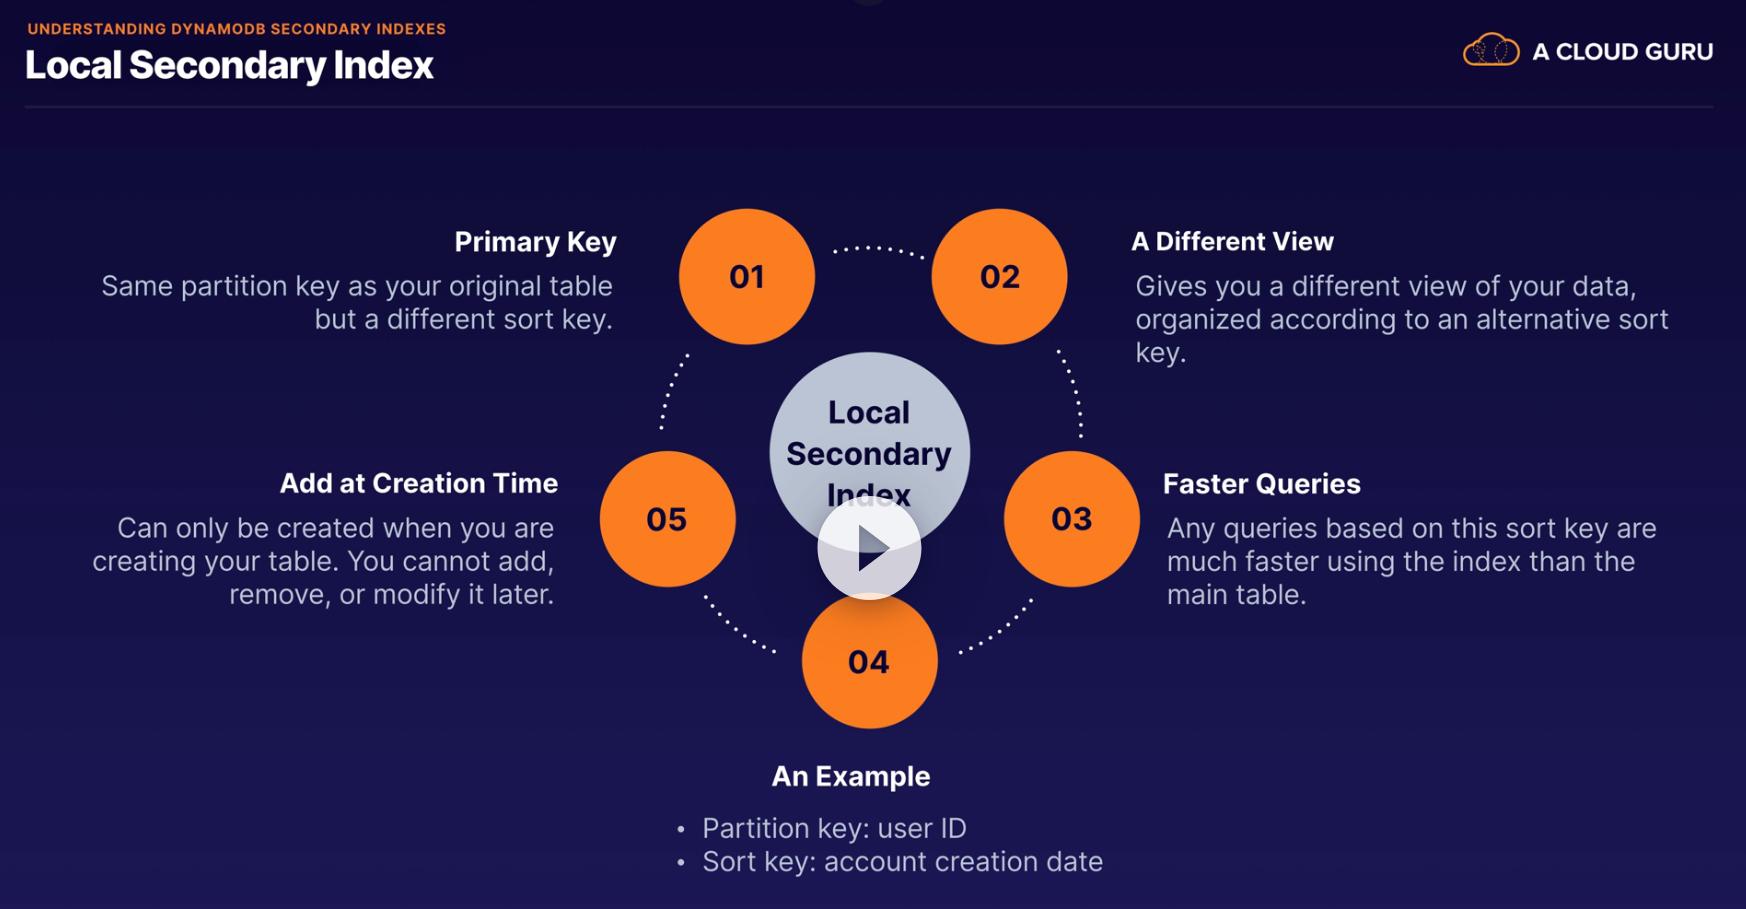 UNDERSTANDING DYNAMODB SECONDARY INDEXES
Local Secondary Index
A CLOUD GURU
Primary Key
Same partition key as your original table
but a different sort key.
01
02
A Different View
Gives you a different view of your data,
organized according to an alternative sort
key.
Local
Secondary
Index
Add at Creation Time
Can only be created when you are
creating your table. You cannot add,
remove, or modify it later.
05
03
Faster Queries
Any queries based on this sort key are
much faster using the index than the
main table.
04
An Example
• Partition key: user ID
• Sort key: account creation date